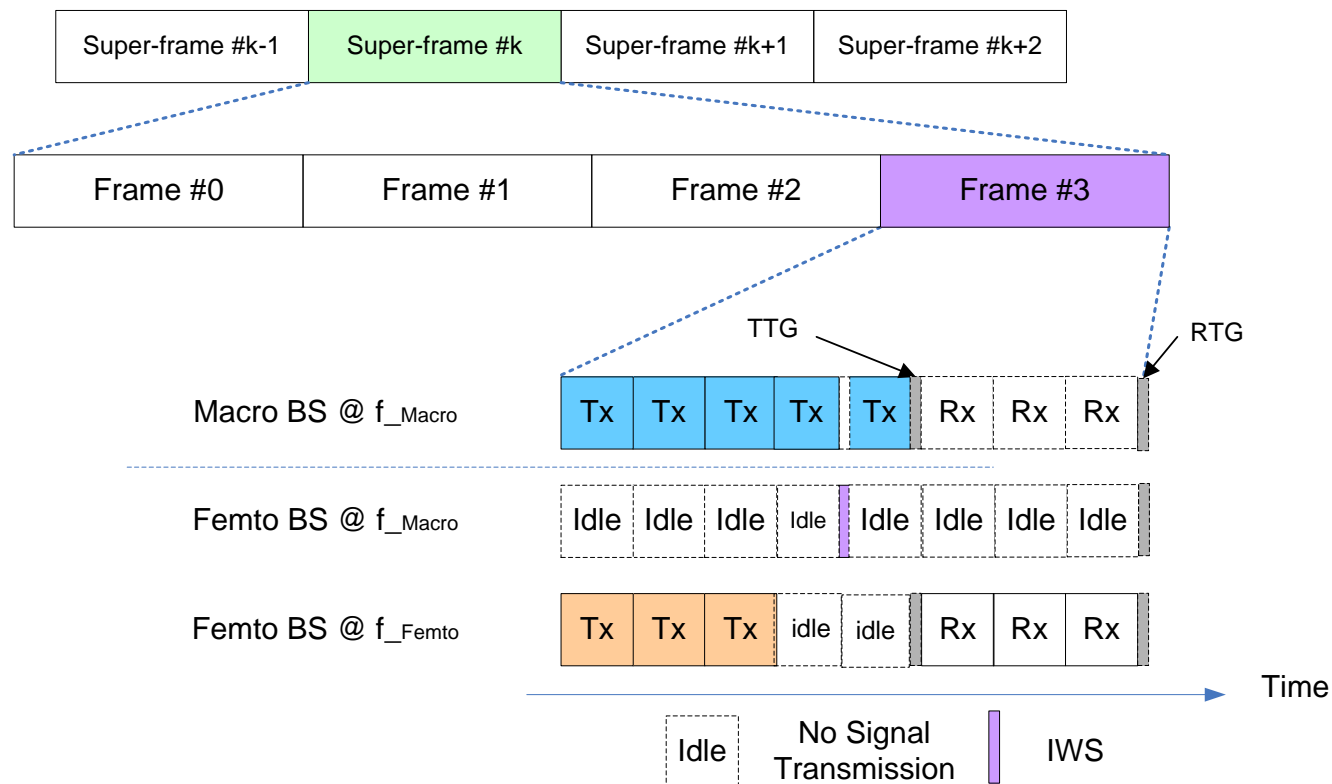 Super-frame #k-1 Super-frame #k Super-frame #k+1 Super-frame #k+2
Frame #0 Frame #1 Frame #2 Frame #3
TTG RTG
Macro BS @ f_Macro Tx Tx Tx Tx Tx Rx Rx Rx
Femto BS @ f_Macro Idle Idle Idle Idle Idle Idle Idle Idle
Femto BS @ f_Femto Tx Tx Tx idle idle Rx Rx Rx
Time
Idle No Signal Transmission IWS